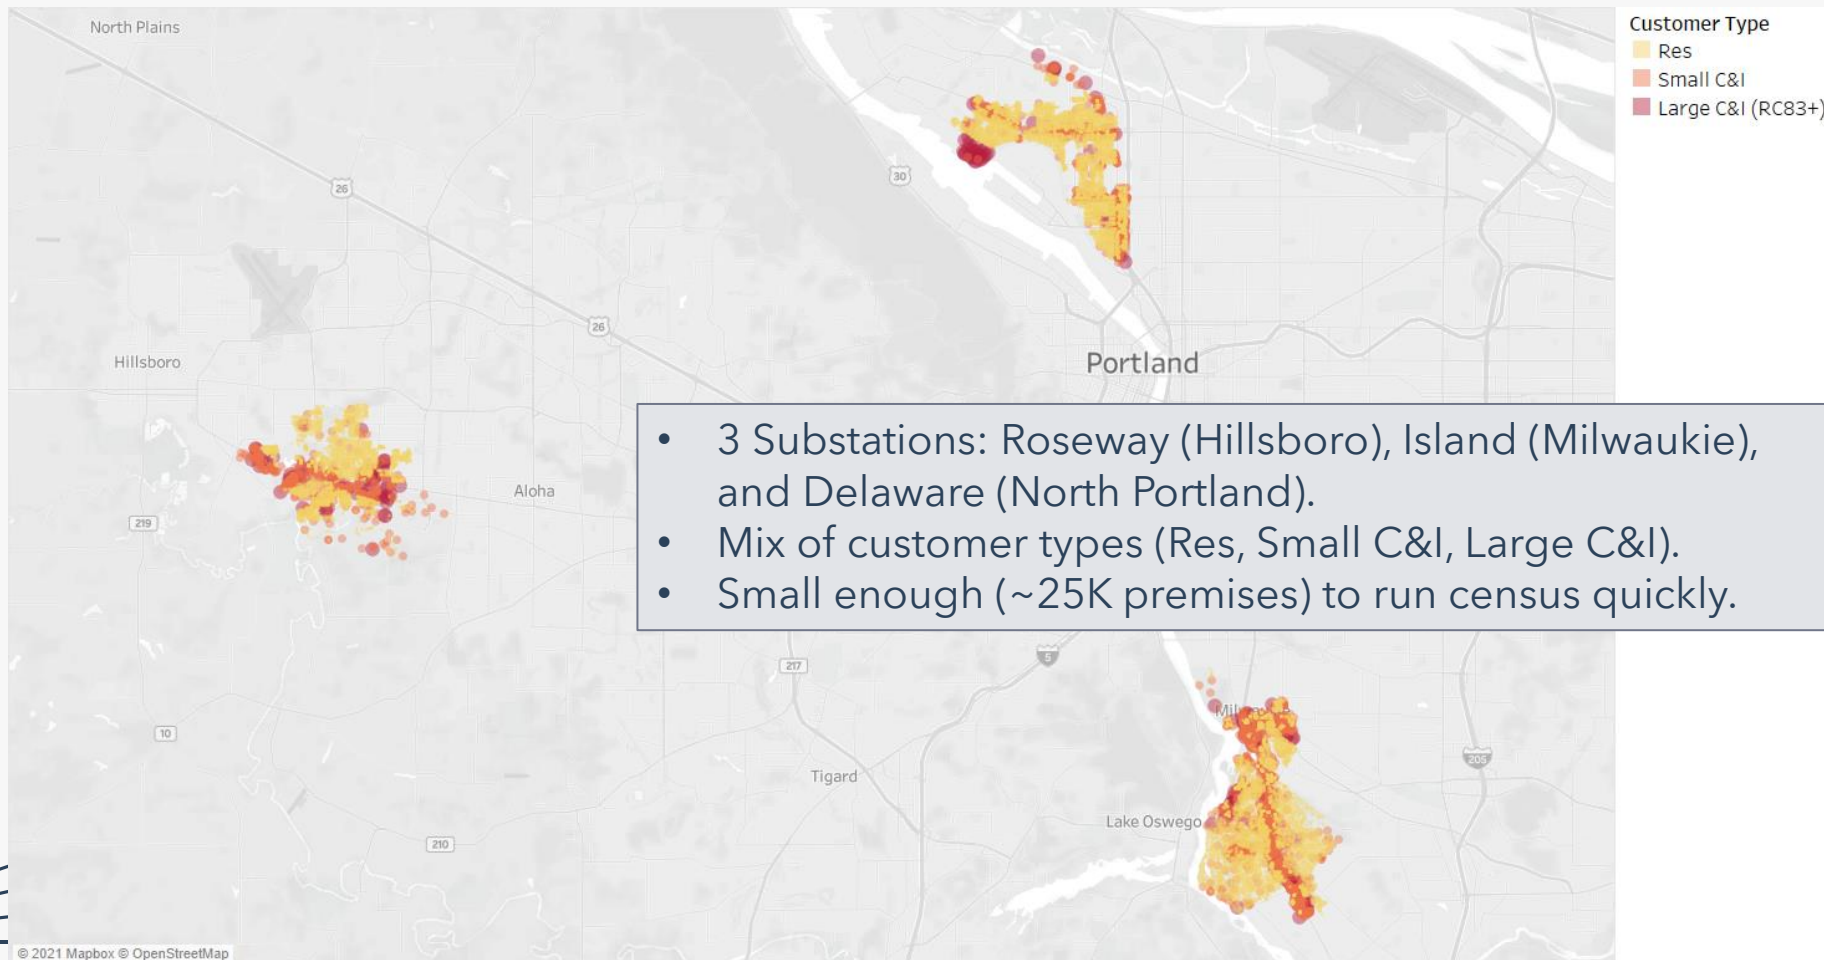 North Plains
Customer Type
Res
Small C&I
Large C&I (RC83+)
30
26
26
Hillsboro
Portland
• 3 Substations: Roseway (Hillsboro), Island (Milwaukie),
and Delaware (North Portland).
• Mix of customer types (Res, Small C&I, Large C&I).
• Small enough (~25K premises) to run census quickly.
Aloha
219
217
5
10
205
Tigard
Lake Oswego
210
© 2021 Mapbox © OpenStreetMap